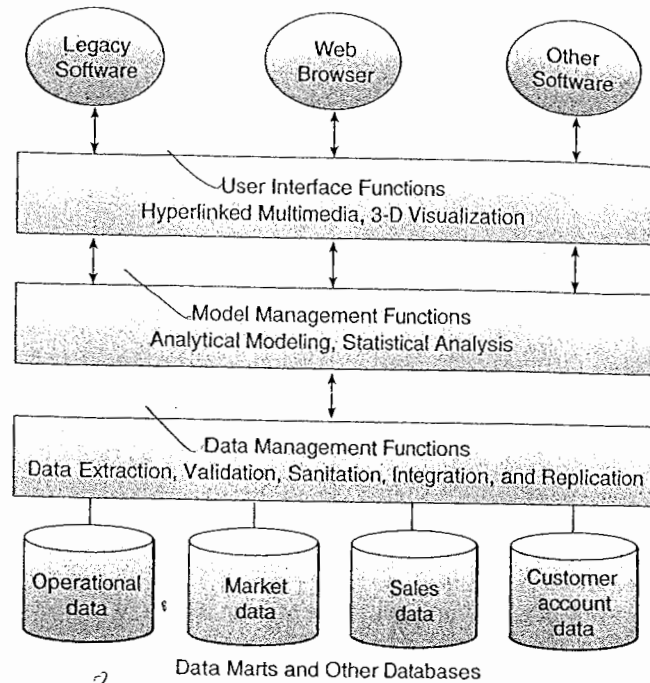 Legacy
Software
Web
Browser
Other
Software
User Interface Functions
Hyperlinked Multimedia, 3-D Visualization
Model Management Functions
Analytical Modeling, Statistical Analysis
Data Management Functions
Data Extraction, Validation, Sanitation, Integration, and Replication
Operational
data
Market
data
Sales
data
Customer
account
data
Data Marts and Other Databases